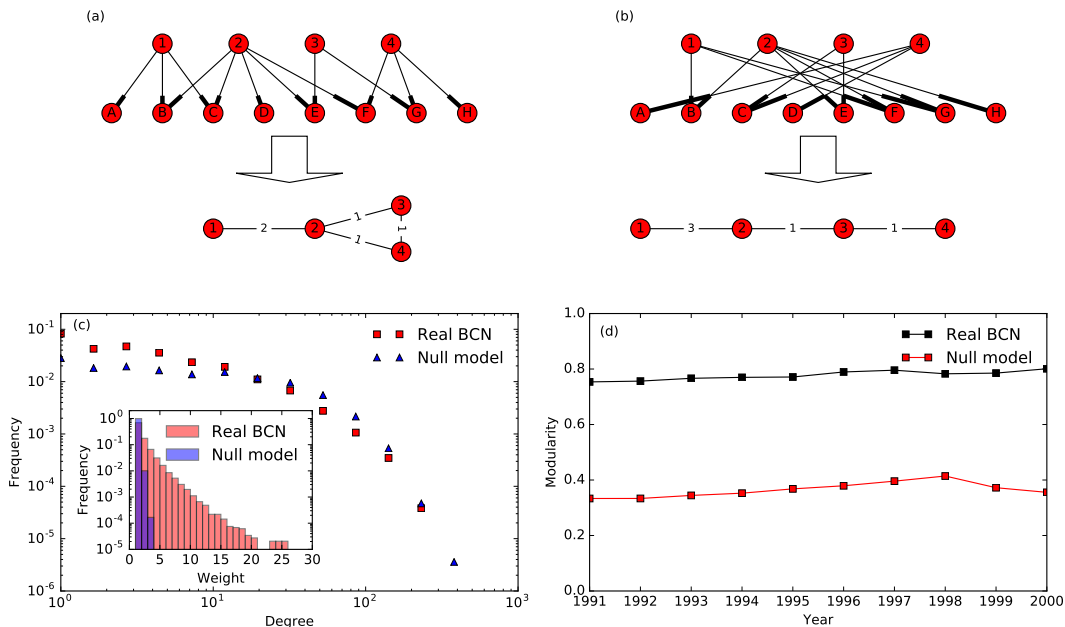 (a)
1 2 3 4
A B C D E F G H
1 2 2 1 3
1 1
4
(b)
1 2 3 4
A B C D E F G H
1 3 2 1 3 1 4
(c)
Real BCN
Null model
10^-1
10^-2
10^-3
10^-4
10^-5
10^-6
Frequency
10^0 10^1 10^2 10^3
Degree
Real BCN
Null model
10^0
10^-1
10^-2
10^-3
10^-4
10^-5
Frequency
0 5 10 15 20 25 30
Weight
(d)
Real BCN
Null model
1.0
0.8
0.6
0.4
0.2
0.0
Modularity
1991 1992 1993 1994 1995 1996 1997 1998 1999 2000
Year